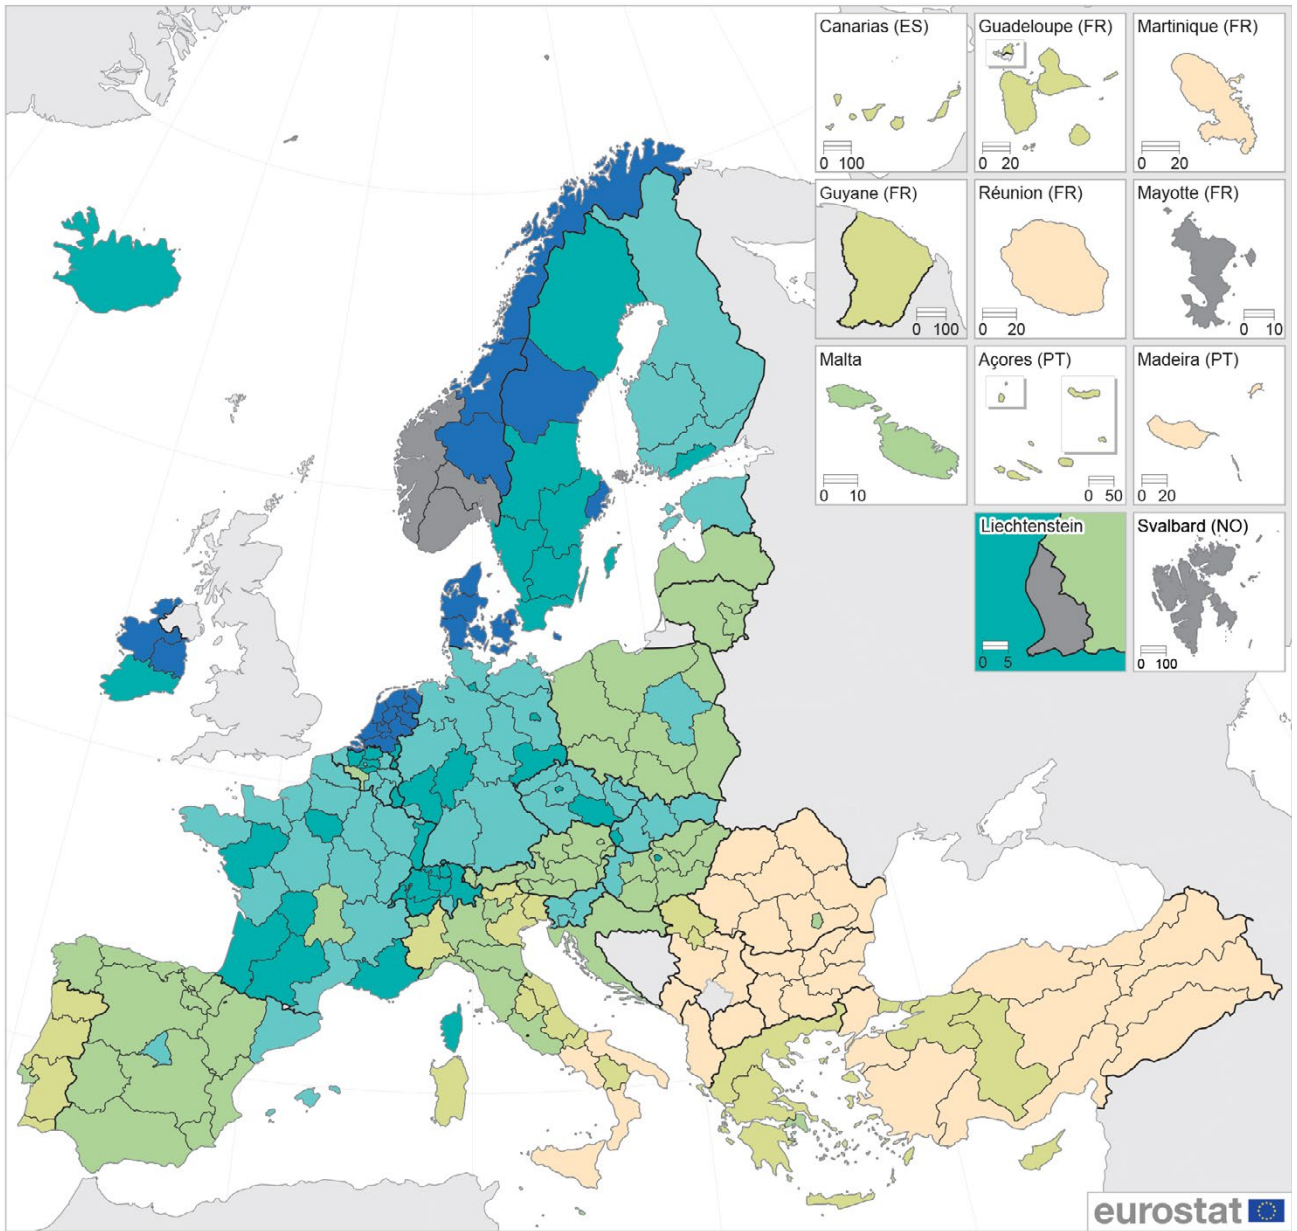 Canarias (ES)
0 100
Guadeloupe (FR)
0 20
Martinique (FR)
0 20
Guyane (FR)
0 100
Réunion (FR)
0 20
Mayotte (FR)
0 10
Malta
0 10
Açores (PT)
0 50
Madeira (PT)
0 20
Liechtenstein
0 5
Svalbard (NO)
0 100
eurostat